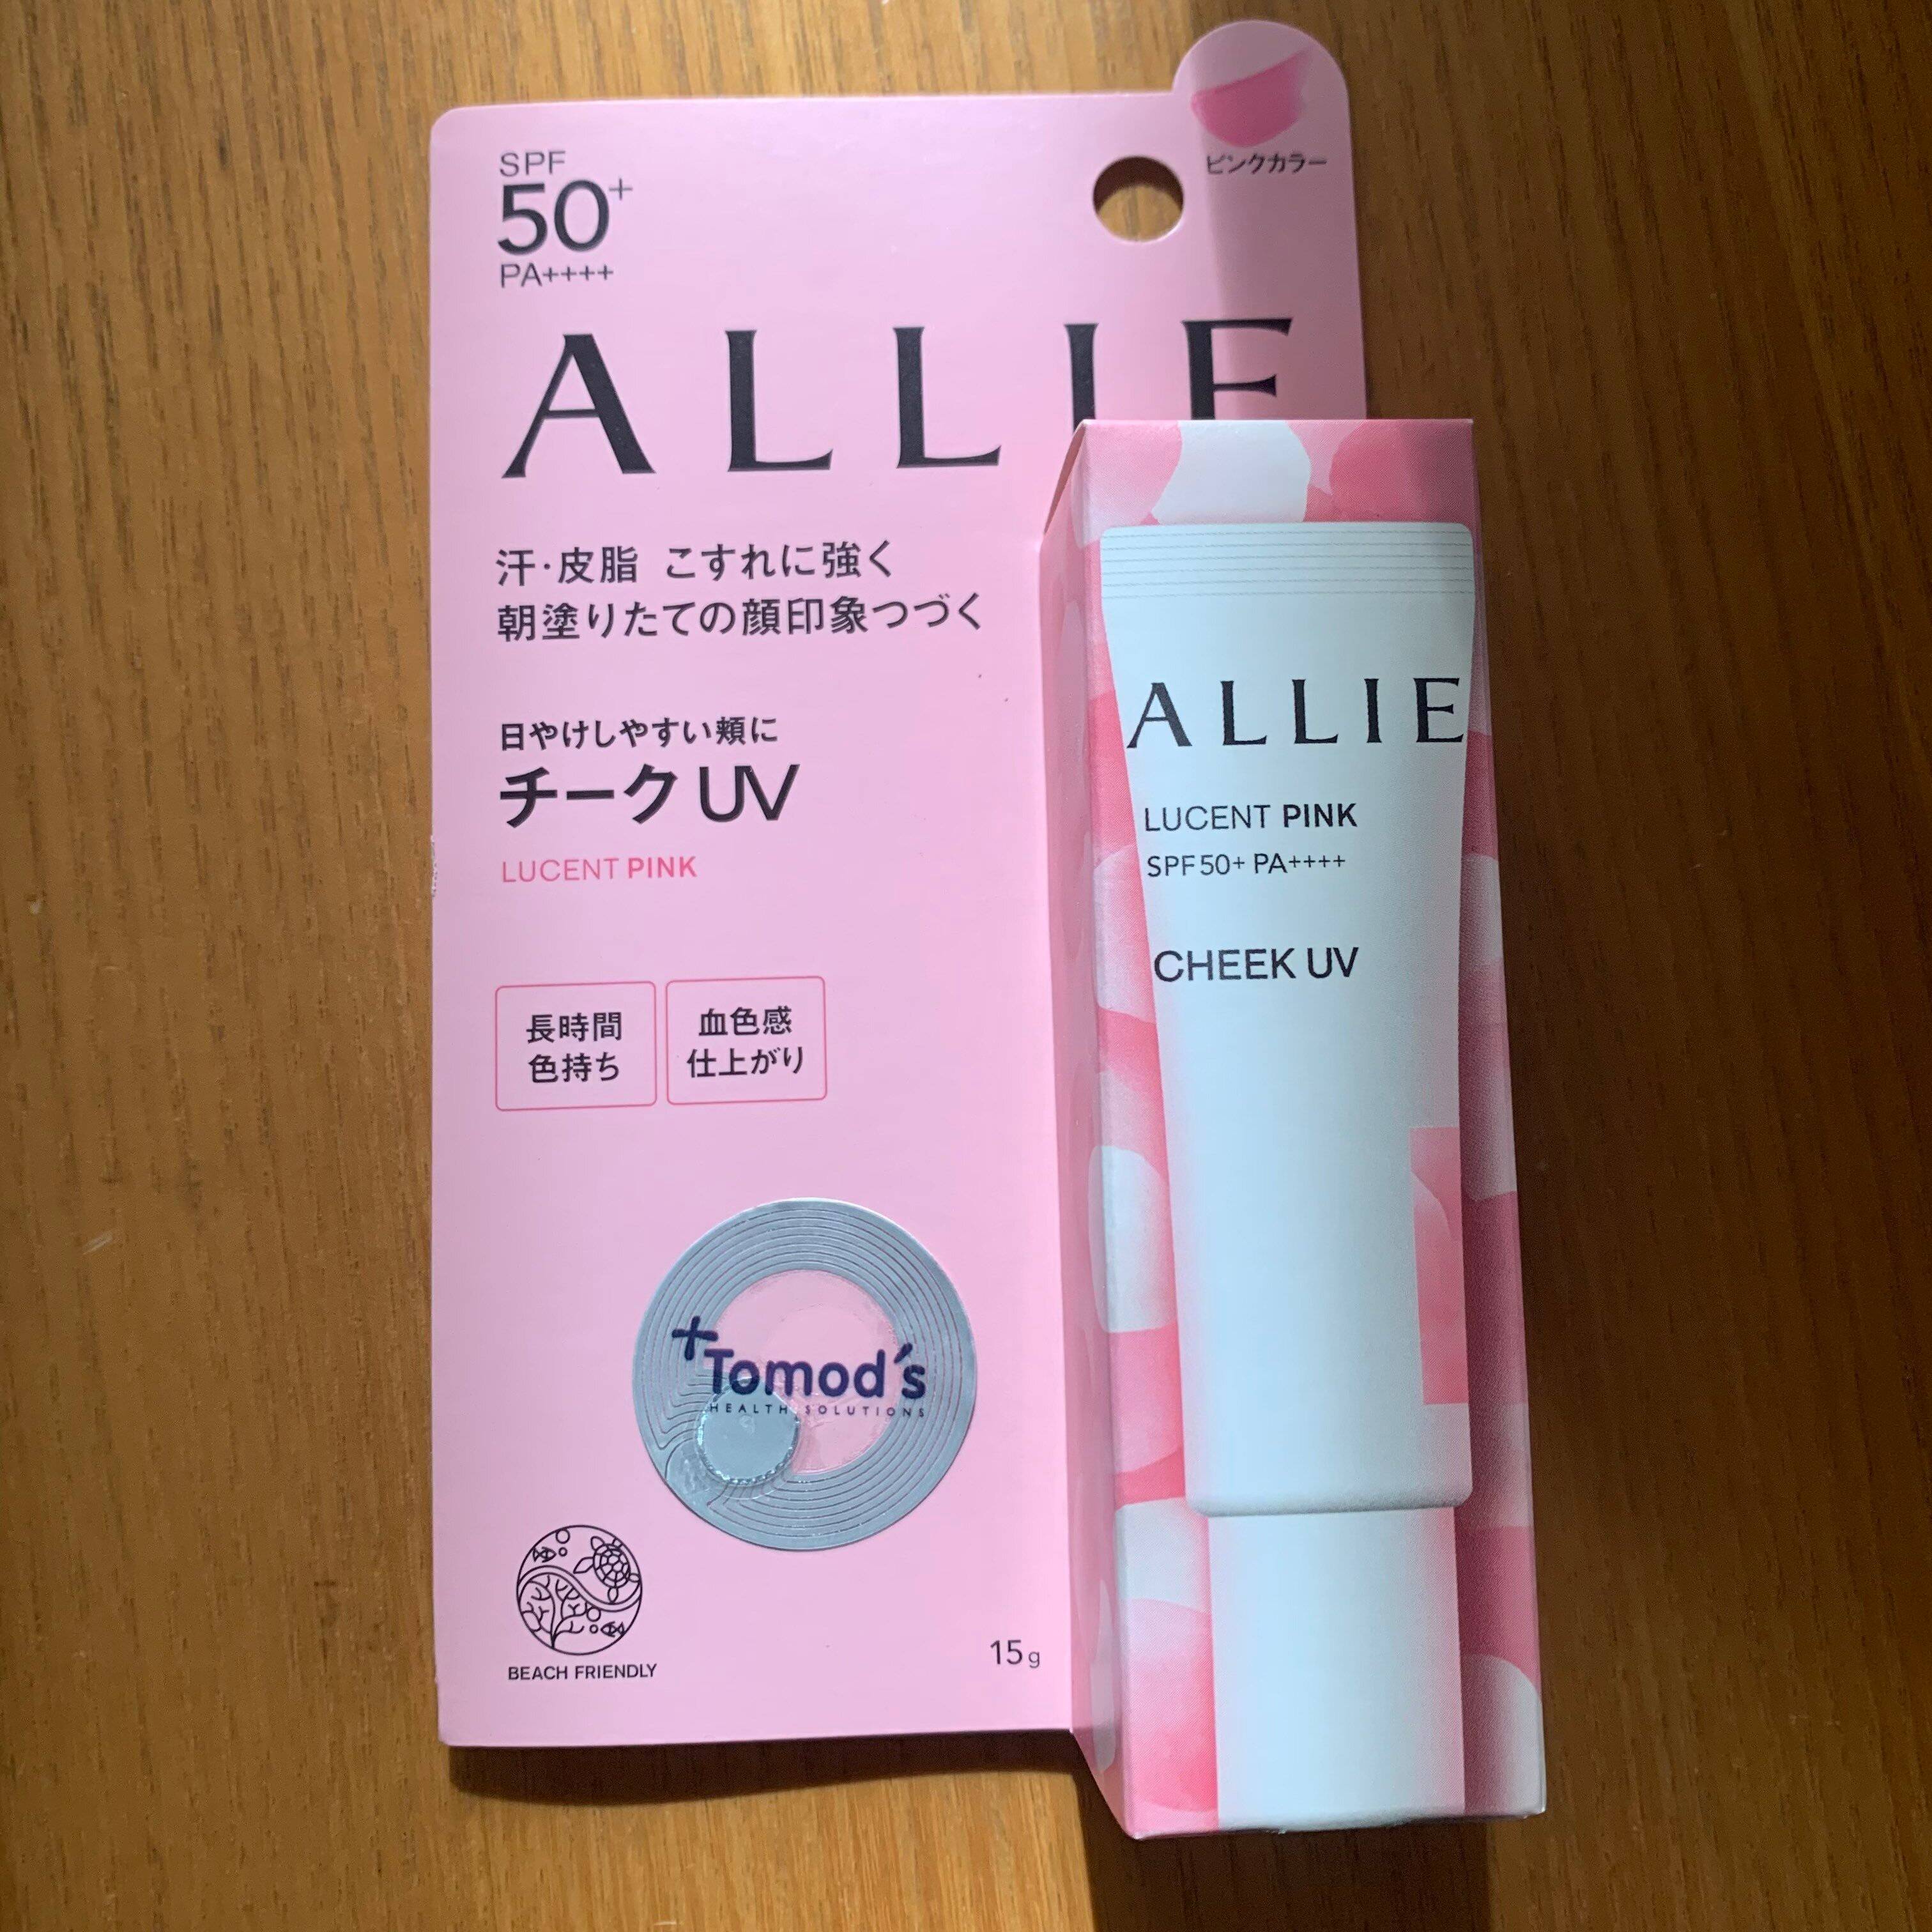 ピンクカラー
SPF
50+
PA++++
ALLIE
汗・皮脂 こすれに強く
朝塗りたての顔印象つづく
日やけしやすい頬に
チークUV
LUCENT PINK
長時間
色持ち
血色感
仕上がり
+Tomod's
HEALTH SOLUTIONS
BEACH FRIENDLY
15g
ALLIE
LUCENT PINK
SPF50+ PA++++
CHEEK UV